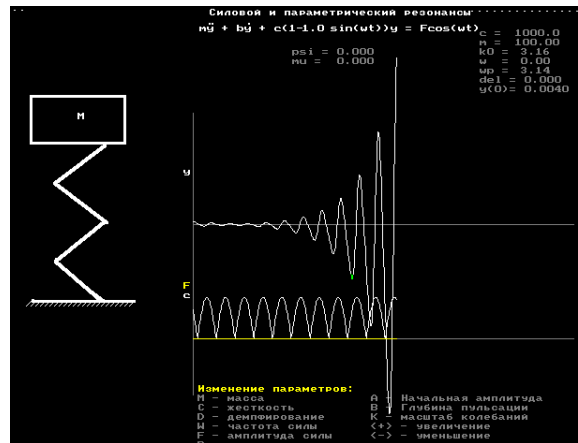 Силовой и параметрический резонансы
mÿ + bẏ + c(1-1.0 sin(wt))y = Fcos(wt)
psi = 0.000
mu = 0.000
c = 1000.0
m = 100.00
k0 = 3.16
w = 0.00
wp = 3.14
del = 0.000
y(0)= 0.0040
M
y
F
c
Изменение параметров:
M - масса
C - жесткость
D - демпфирование
W - частота силы
F - амплитуда силы
A Начальная амплитуда
B Глубина пульсации
K - масштаб колебаний
(+) - увеличение
(-) - уменьшение